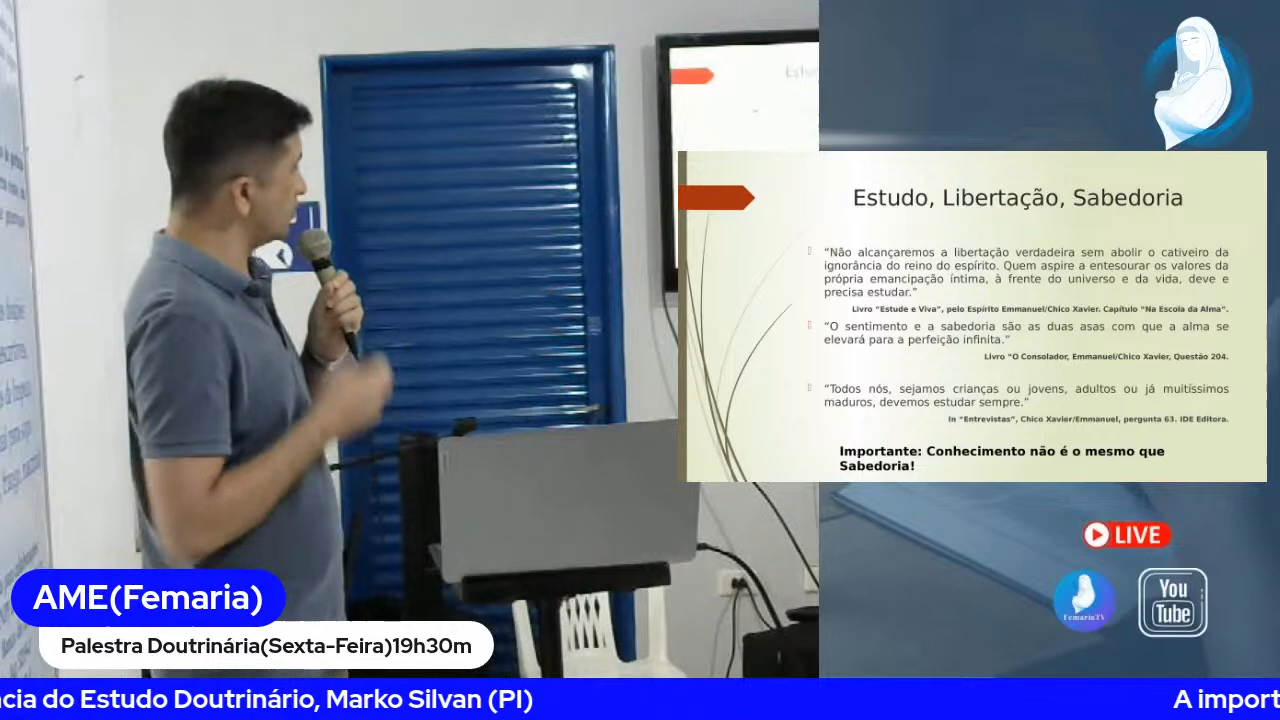 Estudo, Libertação, Sabedoria
“Não alcançaremos a libertação verdadeira sem abolir o cativeiro da
ignorância do reino do espírito. Quem aspire a entesourar os valores da
própria emancipação íntima, à frente do universo e da vida, deve e
precisa estudar.”
Livro “Estude e Viva”, pelo Espírito Emmanuel/Chico Xavier. Capítulo “Na Escola da Alma”.
“O sentimento e a sabedoria são as duas asas com que a alma se
elevará para a perfeição infinita.”
Livro “O Consolador, Emmanuel/Chico Xavier, Questão 204.
“Todos nós, sejamos crianças ou jovens, adultos ou já muitíssimos
maduros, devemos estudar sempre.”
In “Entrevistas”, Chico Xavier/Emmanuel, pergunta 63. IDE Editora.
Importante: Conhecimento não é o mesmo que
Sabedoria!
LIVE
FemariaTV
You
Tube
AME(Femaria)
Palestra Doutrinária(Sexta-Feira)19h30m
ncia do Estudo Doutrinário, Marko Silvan (PI)
A import